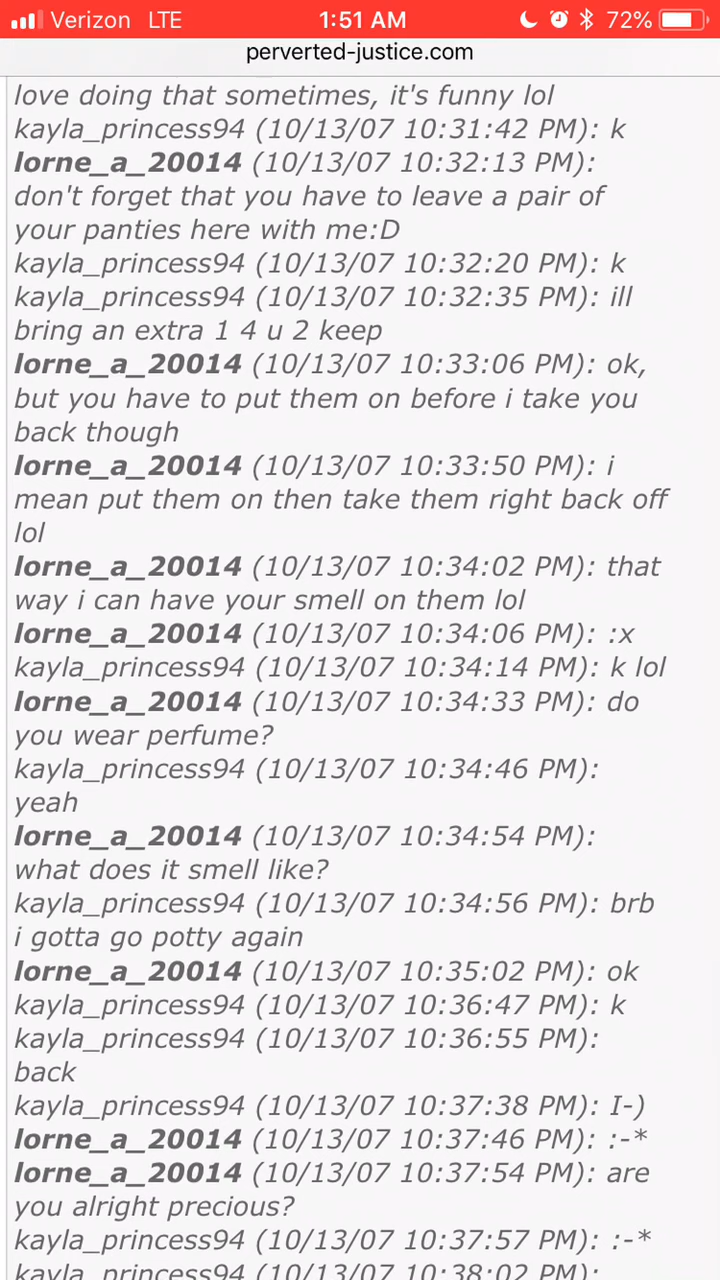 Verizon LTE 1:51 AM 72%
perverted-justice.com
love doing that sometimes, it's funny lol
kayla_princess94 (10/13/07 10:31:42 PM): k
lorne_a_20014 (10/13/07 10:32:13 PM):
don't forget that you have to leave a pair of
your panties here with me:D
kayla_princess94 (10/13/07 10:32:20 PM): k
kayla_princess94 (10/13/07 10:32:35 PM): ill
bring an extra 1 4 u 2 keep
lorne_a_20014 (10/13/07 10:33:06 PM): ok,
but you have to put them on before i take you
back though
lorne_a_20014 (10/13/07 10:33:50 PM): i
mean put them on then take them right back off
lol
lorne_a_20014 (10/13/07 10:34:02 PM): that
way i can have your smell on them lol
lorne_a_20014 (10/13/07 10:34:06 PM): :x
kayla_princess94 (10/13/07 10:34:14 PM): k lol
lorne_a_20014 (10/13/07 10:34:33 PM): do
you wear perfume?
kayla_princess94 (10/13/07 10:34:46 PM):
yeah
lorne_a_20014 (10/13/07 10:34:54 PM):
what does it smell like?
kayla_princess94 (10/13/07 10:34:56 PM): brb
i gotta go potty again
lorne_a_20014 (10/13/07 10:35:02 PM): ok
kayla_princess94 (10/13/07 10:36:47 PM): k
kayla_princess94 (10/13/07 10:36:55 PM):
back
kayla_princess94 (10/13/07 10:37:38 PM): I-)
lorne_a_20014 (10/13/07 10:37:46 PM): :-*
lorne_a_20014 (10/13/07 10:37:54 PM): are
you alright precious?
kayla_princess94 (10/13/07 10:37:57 PM): :-*
kayla_princess94 (10/13/07 10:38:02 PM):